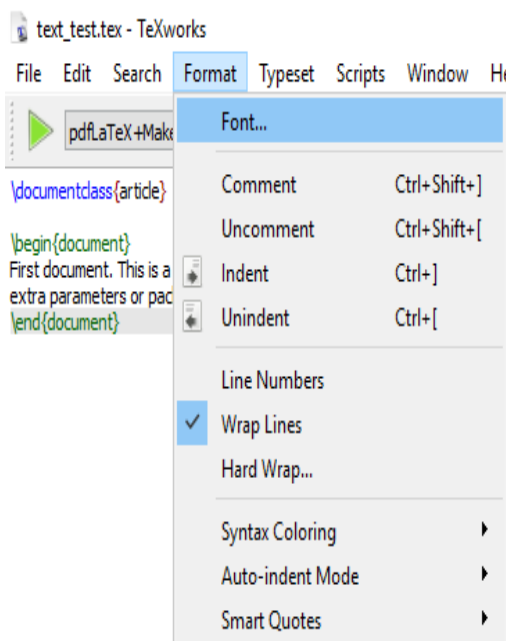 text_test.tex - TeXworks
File Edit Search Format Typeset Scripts Window
pdfLaTeX+Make
Font...
\documentclass{article}
Comment Ctrl+Shift+]
\begin{document}
Uncomment Ctrl+Shift+[
First document. This is a
Indent Ctrl+]
extra parameters or
\end{document}
Unindent Ctrl+[
Line Numbers
Wrap Lines
Hard Wrap...
Syntax Coloring
Auto-indent Mode
Smart Quotes